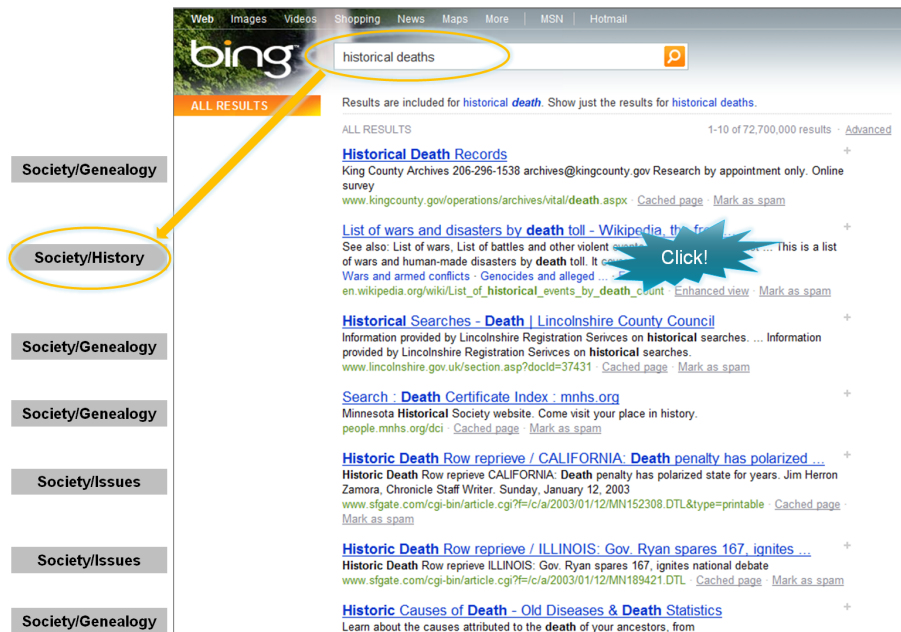 Web Images Videos Shopping News Maps More | MSN | Hotmail
bing
historical deaths
ALL RESULTS
Results are included for historical death. Show just the results for historical deaths.
ALL RESULTS 1-10 of 72,700,000 results · Advanced
Society/Genealogy
Historical Death Records
King County Archives 206-296-1538 archives@kingcounty.gov Research by appointment only. Online
survey
www.kingcounty.gov/operations/archives/vital/death.aspx · Cached page · Mark as spam
Society/History
List of wars and disasters by death toll - Wikipedia, the
See also: List of wars, List of battles and other violent ... This is a list
of wars and human-made disasters by death toll. It
Click!
Wars and armed conflicts · Genocides and alleged ... ·
en.wikipedia.org/wiki/List_of_historical_events_by_death_count · Enhanced view · Mark as spam
Society/Genealogy
Historical Searches - Death | Lincolnshire County Council
Information provided by Lincolnshire Registration Serivces on historical searches. ... Information
provided by Lincolnshire Registration Serivces on historical searches.
www.lincolnshire.gov.uk/section.asp?docId=37431 · Cached page · Mark as spam
Society/Genealogy
Search : Death Certificate Index : mnhs.org
Minnesota Historical Society website. Come visit your place in history.
people.mnhs.org/dci · Cached page · Mark as spam
Society/Issues
Historic Death Row reprieve / CALIFORNIA: Death penalty has polarized ...
Historic Death Row reprieve CALIFORNIA: Death penalty has polarized state for years. Jim Herron
Zamora, Chronicle Staff Writer. Sunday, January 12, 2003
www.sfgate.com/cgi-bin/article.cgi?f=/c/a/2003/01/12/MN152308.DTL&type=printable · Cached page ·
Mark as spam
Society/Issues
Historic Death Row reprieve / ILLINOIS: Gov. Ryan spares 167, ignites ...
Historic Death Row reprieve ILLINOIS: Gov. Ryan spares 167, ignites national debate
www.sfgate.com/cgi-bin/article.cgi?f=/c/a/2003/01/12/MN189421.DTL · Cached page · Mark as spam
Society/Genealogy
Historic Causes of Death - Old Diseases & Death Statistics
Learn about the causes attributed to the death of your ancestors, from